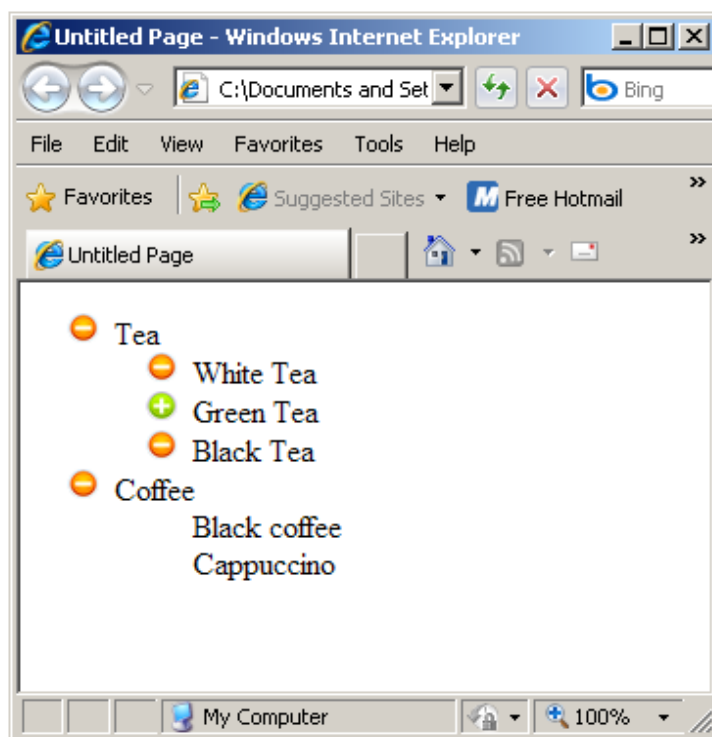 Untitled Page - Windows Internet Explorer
C:\Documents and Set Bing
File Edit View Favorites Tools Help
Favorites Suggested Sites Free Hotmail »
Untitled Page »
Tea
White Tea
Green Tea
Black Tea
Coffee
Black coffee
Cappuccino
My Computer 100%